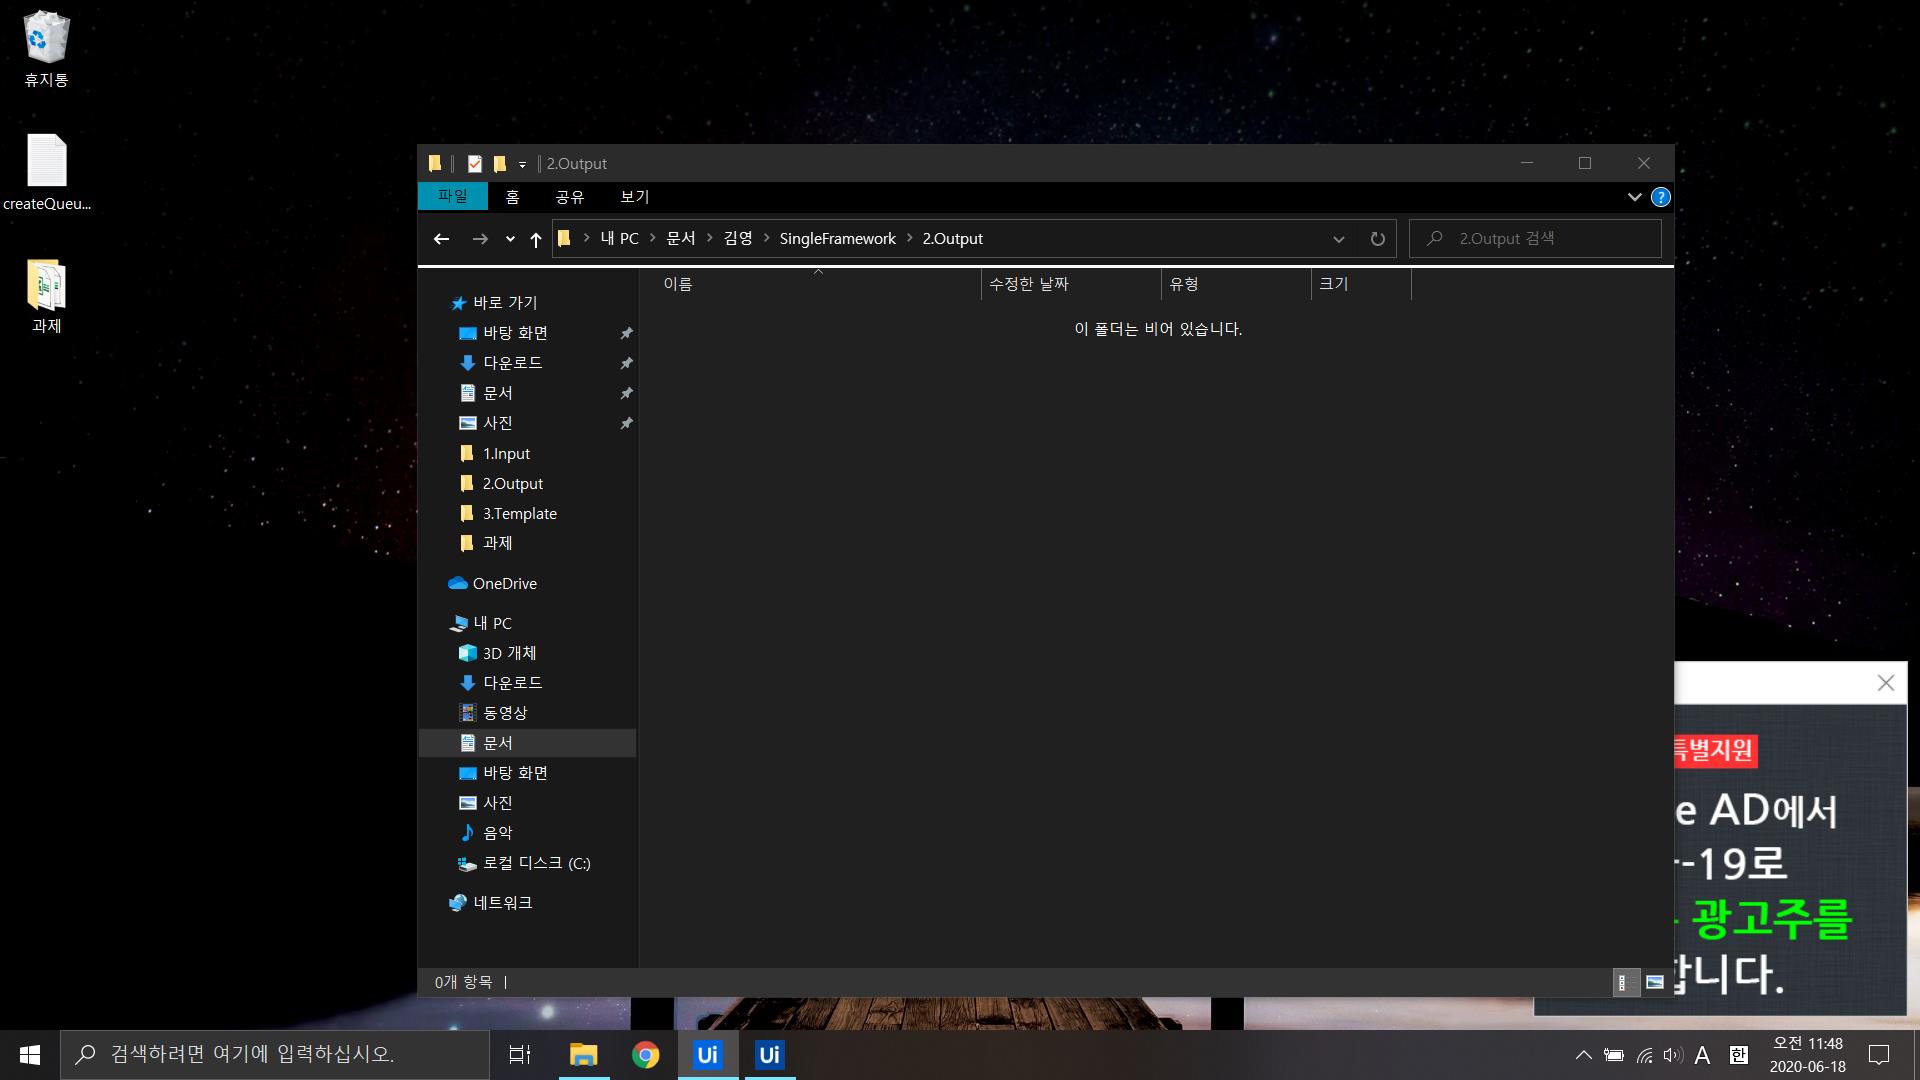 휴지통
createQueu...
과제
2.Output
파일
홈
공유
보기
내 PC
문서
김영
SingleFramework
2.Output
2.Output 검색
이름
수정한 날짜
유형
크기
이 폴더는 비어 있습니다.
바로 가기
바탕 화면
다운로드
문서
사진
1.Input
2.Output
3.Template
과제
OneDrive
내 PC
3D 개체
다운로드
동영상
문서
바탕 화면
사진
음악
로컬 디스크 (C:)
네트워크
0개 항목
특별지원
e AD에서
-19로
광고주를
합니다.
검색하려면 여기에 입력하십시오.
Ui
Ui
A
한
오전 11:48
2020-06-18